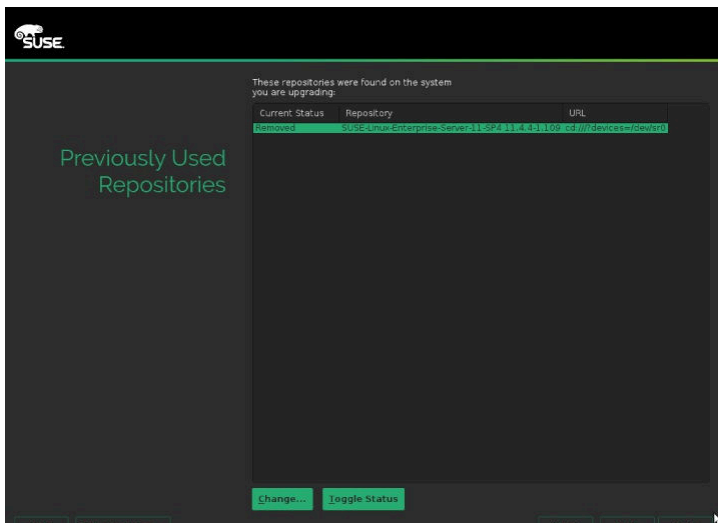 SUSE.
These repositories were found on the system
you are upgrading:
Current Status Repository URL
Removed SUSE-Linux-Enterprise-Server-11-SP4 11.4.4-1.109 cd:///?devices=/dev/sr0
Previously Used
Repositories
Change... Toggle Status